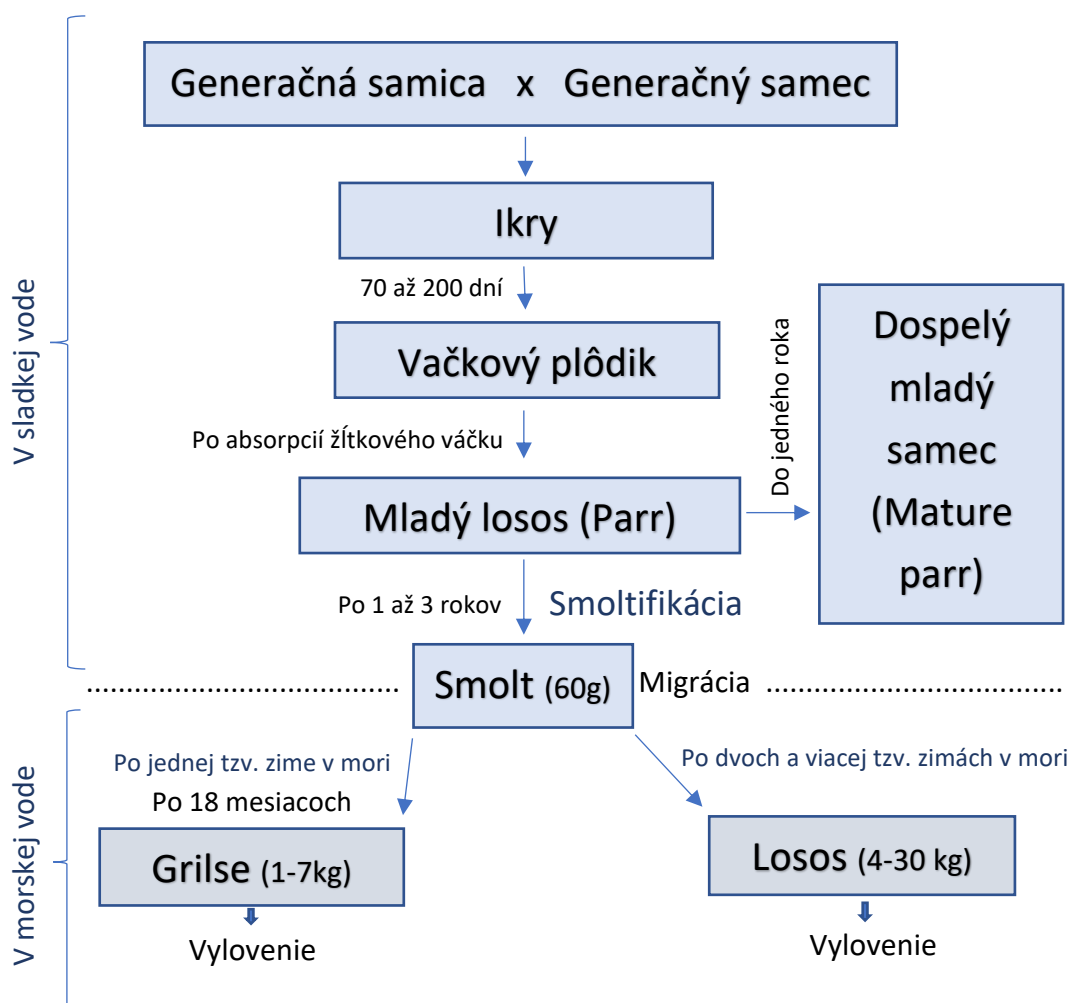 Generačná samica x Generačný samec
Ikry
70 až 200 dní
Vačkový plôdik
Po absorpcií žĺtkového váčku
Mladý losos (Parr)
Do jedného roka
Dospelý
mladý
samec
(Mature
parr)
Po 1 až 3 rokov
Smoltifikácia
V sladkej vode
Smolt (60g)
Migrácia
Po jednej tzv. zime v mori
Po 18 mesiacoch
Po dvoch a viacej tzv. zimách v mori
Grilse (1-7kg)
Losos (4-30 kg)
Vylovenie
Vylovenie
V morskej vode